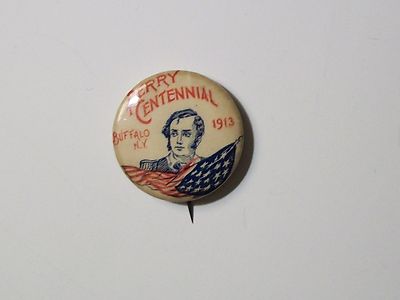 PERRY
CENTENNIAL
1913
BUFFALO
N.Y.